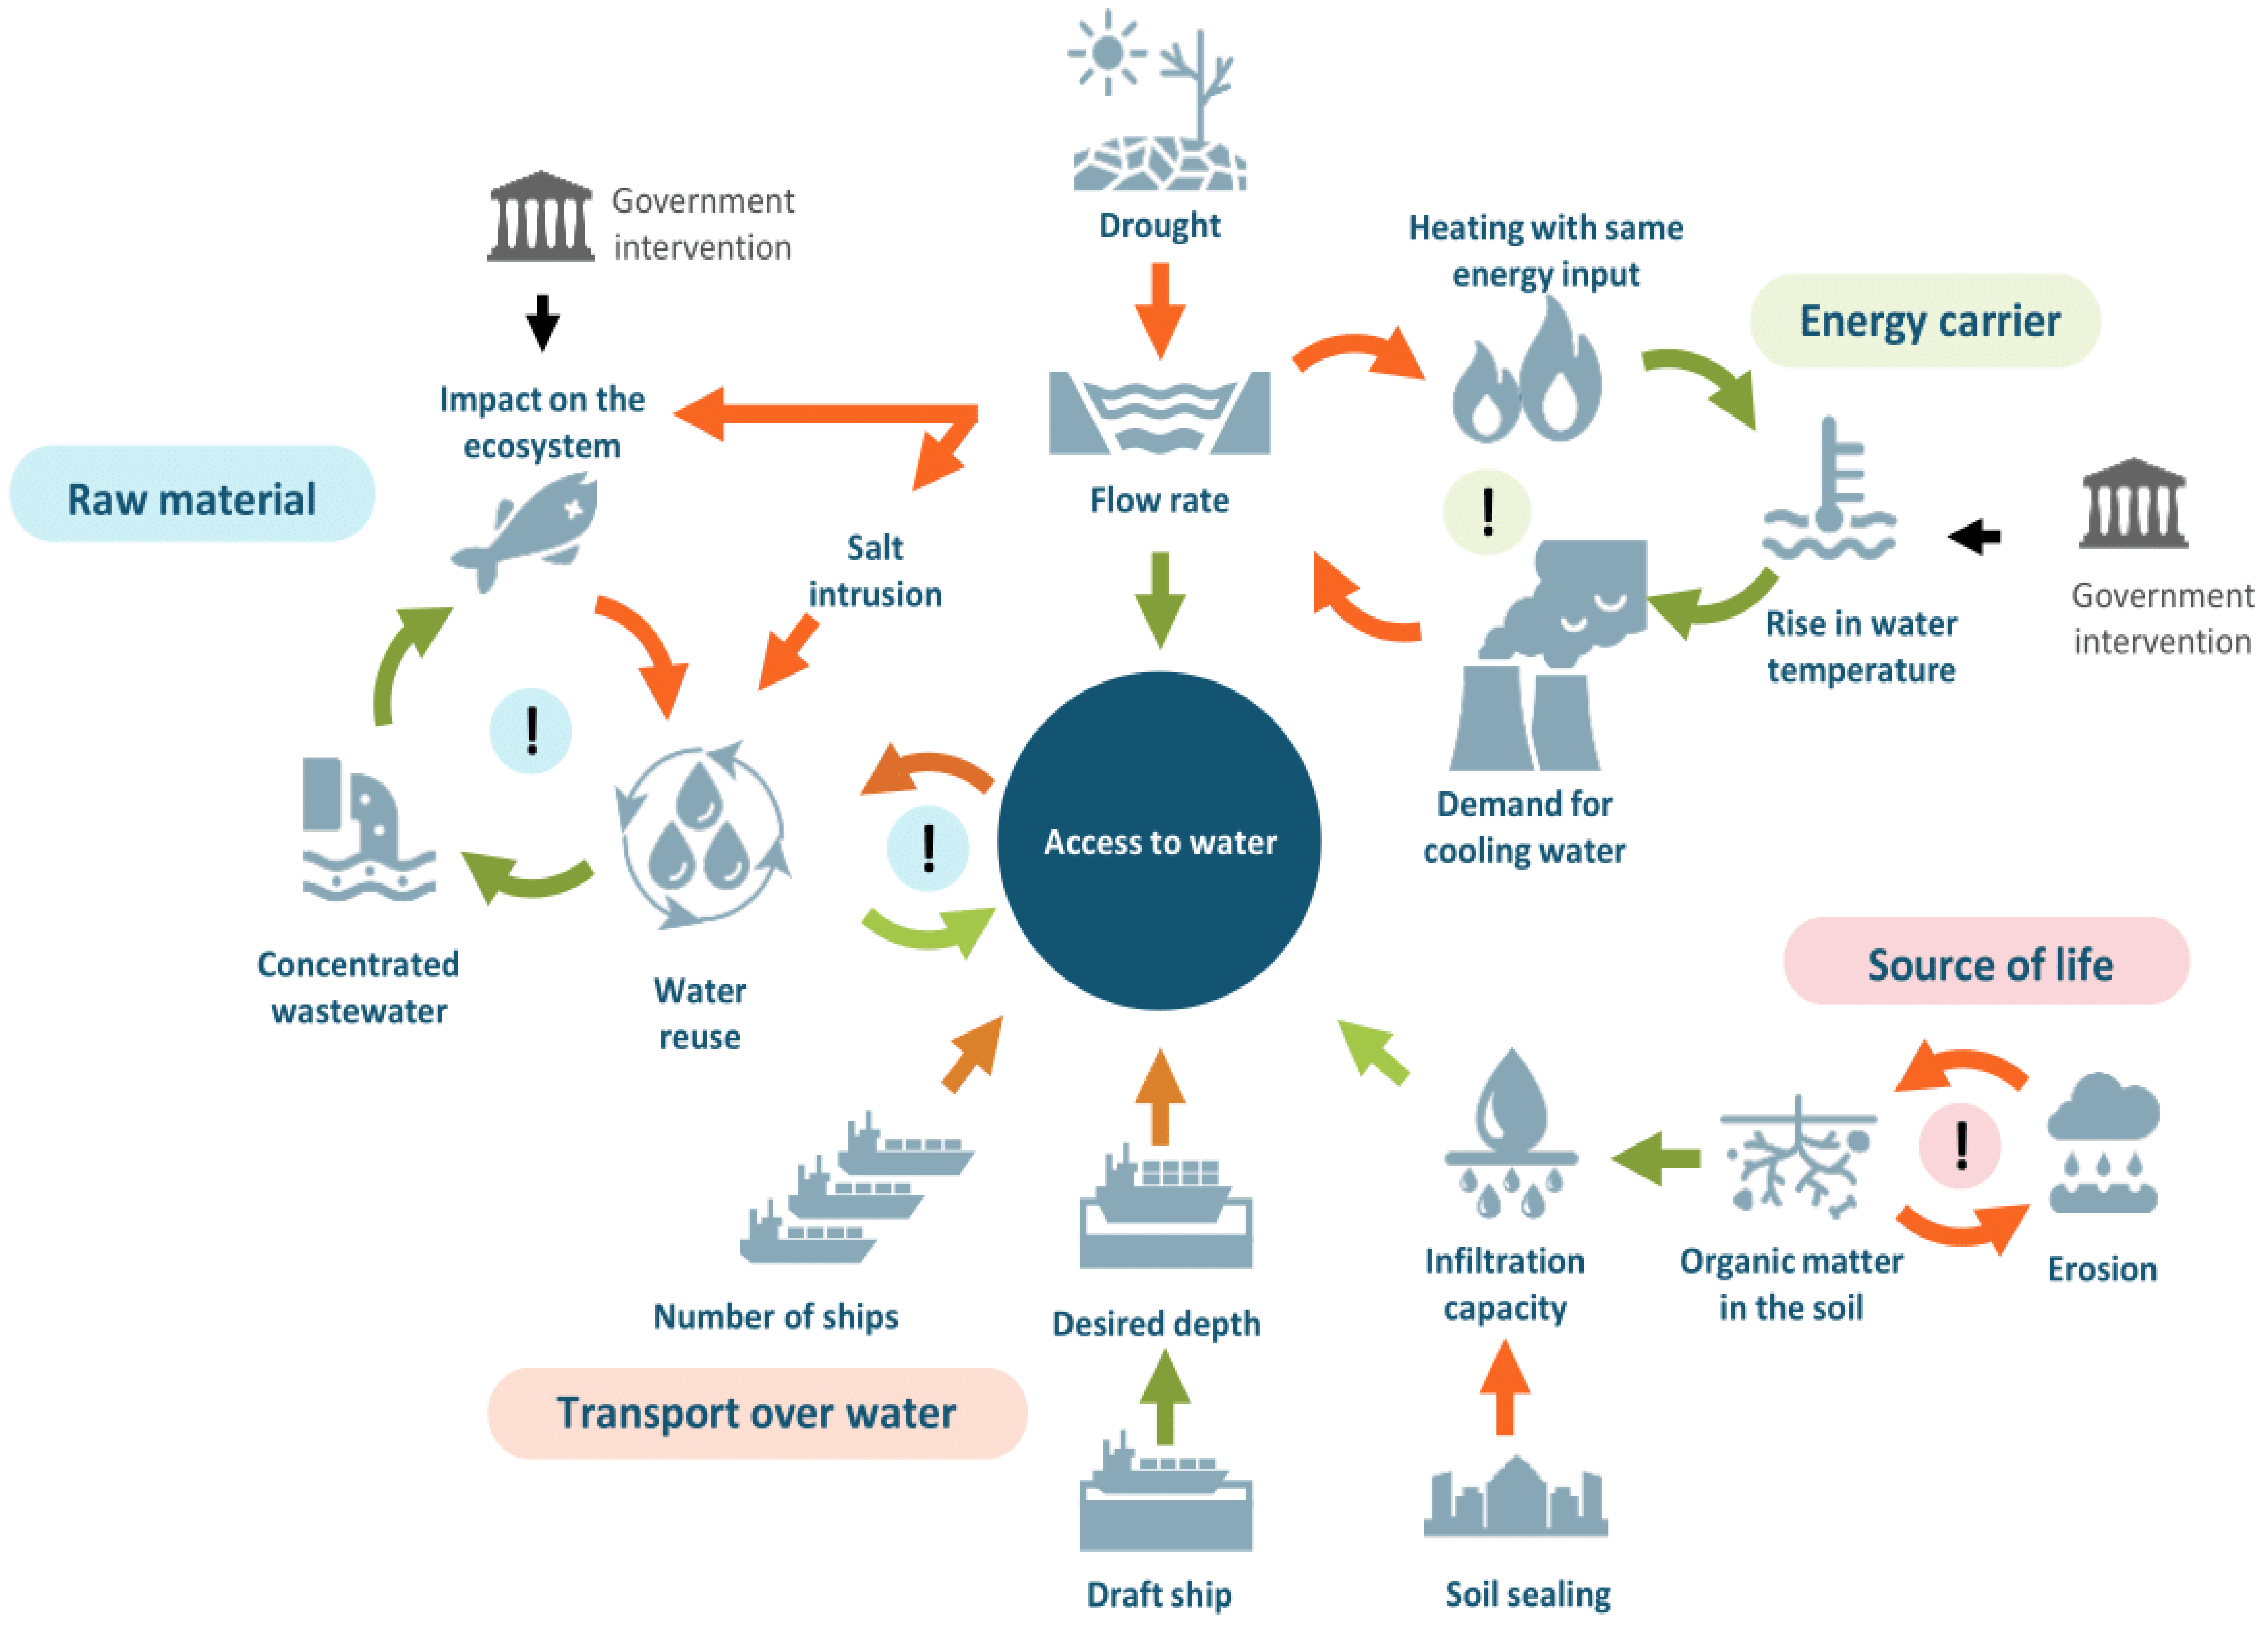 Drought
Government
intervention
Heating with same
energy input
Energy carrier
Impact on the
ecosystem
Raw material
Flow rate
!
Salt
intrusion
Government
intervention
Rise in water
temperature
!
Demand for
cooling water
!
Access to water
Concentrated
wastewater
Water
reuse
Source of life
!
Number of ships
Desired depth
Infiltration
capacity
Organic matter
in the soil
Erosion
Transport over water
Draft ship
Soil sealing